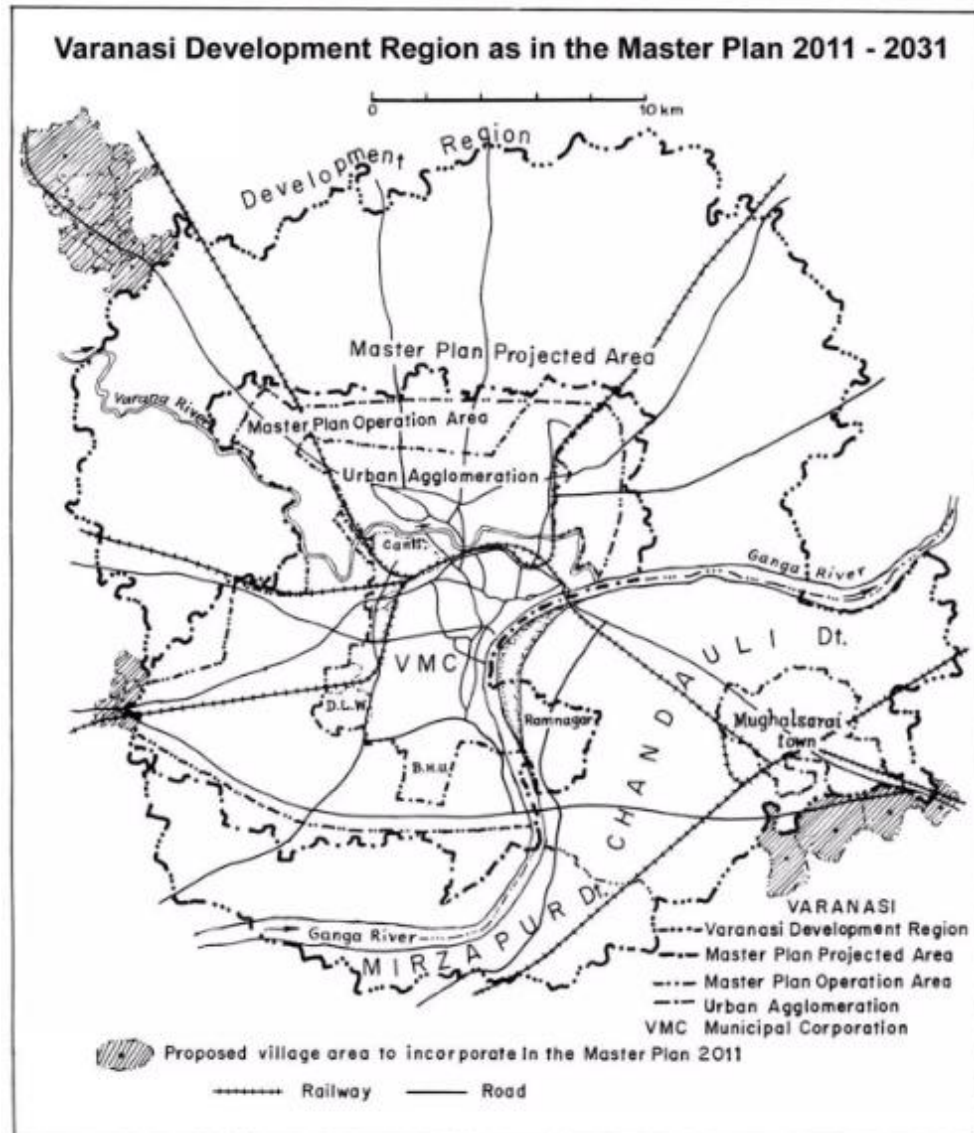 Varanasi Development Region as in the Master Plan 2011 - 2031
0 10 km
Development Region
Master Plan Projected Area
Varana River
Master Plan Operation Area
Urban Agglomeration
Cantt.
Ganga River
VMC
CHANDAULI Dt.
D.L.W.
Ramnagar
Mughalsarai
town
B.H.U.
Ganga River
MIRZAPUR Dt.
VARANASI
Varanasi Development Region
Master Plan Projected Area
Master Plan Operation Area
Urban Agglomeration
VMC Municipal Corporation
Proposed village area to incorporate In the Master Plan 2011
Railway Road